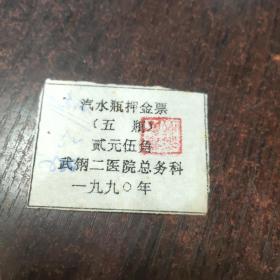 汽水瓶押金票
（五瓶）
贰元伍角
武钢二医院总务科
一九九〇年